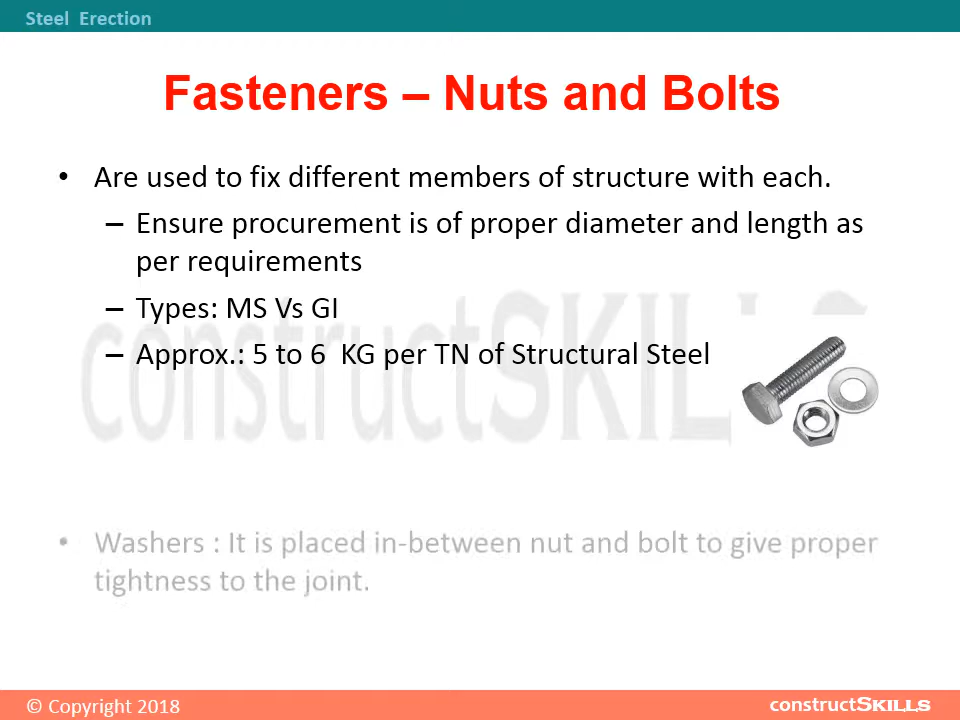 Steel Erection
Fasteners – Nuts and Bolts
• Are used to fix different members of structure with each.
– Ensure procurement is of proper diameter and length as
per requirements
– Types: MS Vs GI
– Approx.: 5 to 6 KG per TN of Structural Steel
constructSKILLS
• Washers : It is placed in-between nut and bolt to give proper
tightness to the joint.
© Copyright 2018
constructSKILLS